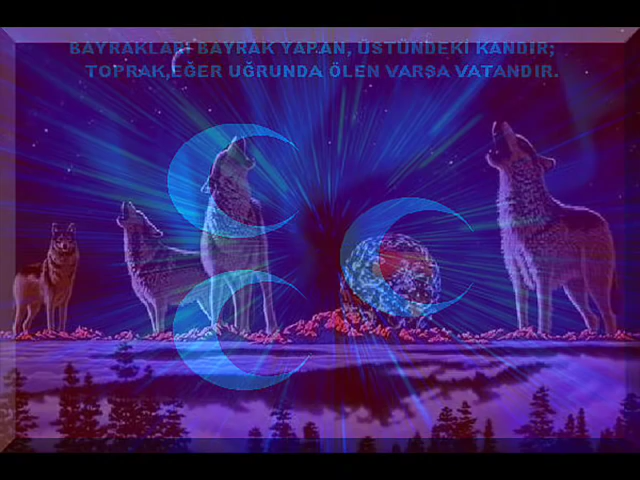 BAYRAKLARI BAYRAK YAPAN, ÜSTÜNDEKİ KANDIR;
TOPRAK,EĞER UĞRUNDA ÖLEN VARSA VATANDIR.